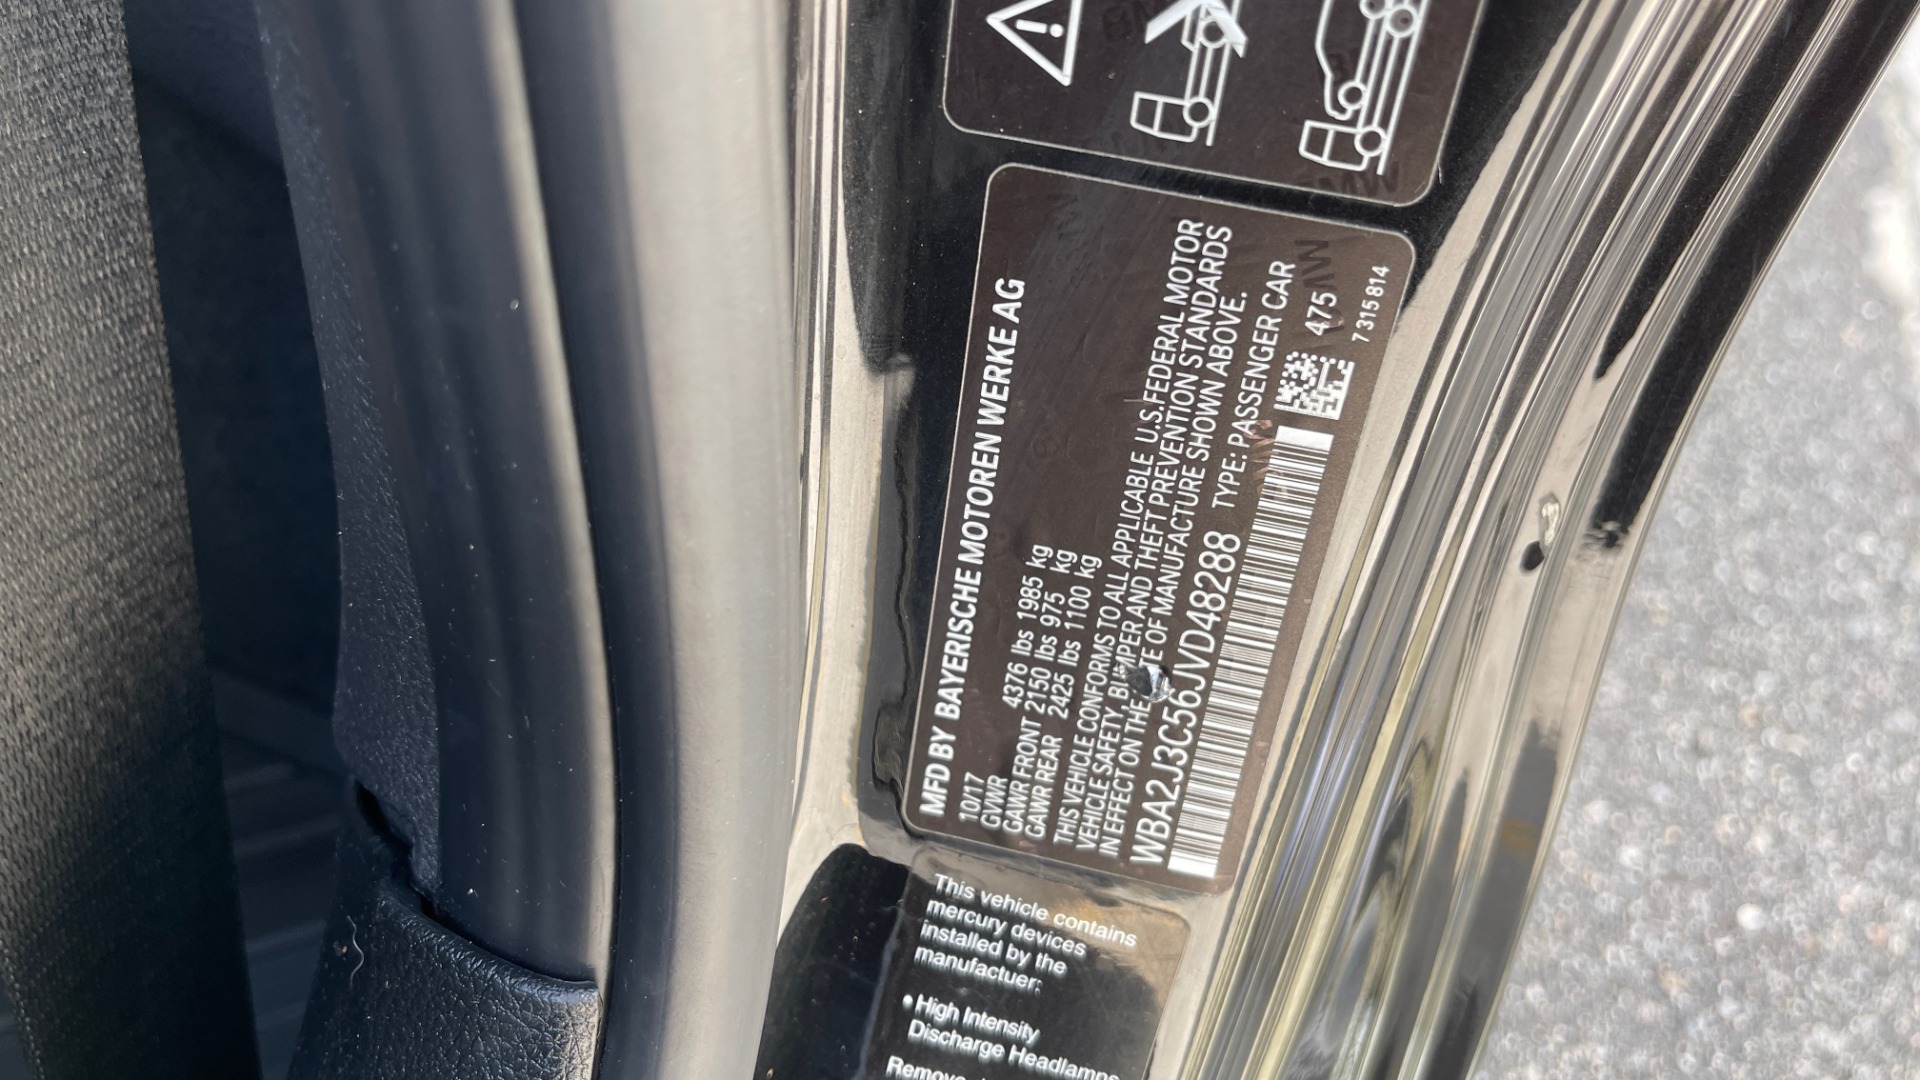 MFD BY BAYERISCHE MOTOREN WERKE AG
10/17
GVWR 4376 lbs 1985 kg
GAWR FRONT 2150 lbs 975 kg
GAWR REAR 2425 lbs 1100 kg
THIS VEHICLE CONFORMS TO ALL APPLICABLE U.S. FEDERAL MOTOR
VEHICLE SAFETY, BUMPER AND THEFT PREVENTION STANDARDS
IN EFFECT ON THE OF MANUFACTURE SHOWN ABOVE.
WBA2J3C56JVD48288 TYPE: PASSENGER CAR
475
7 315 814
This vehicle contains
mercury devices
installed by the
manufactuer:
• High Intensity
Discharge Headlamps